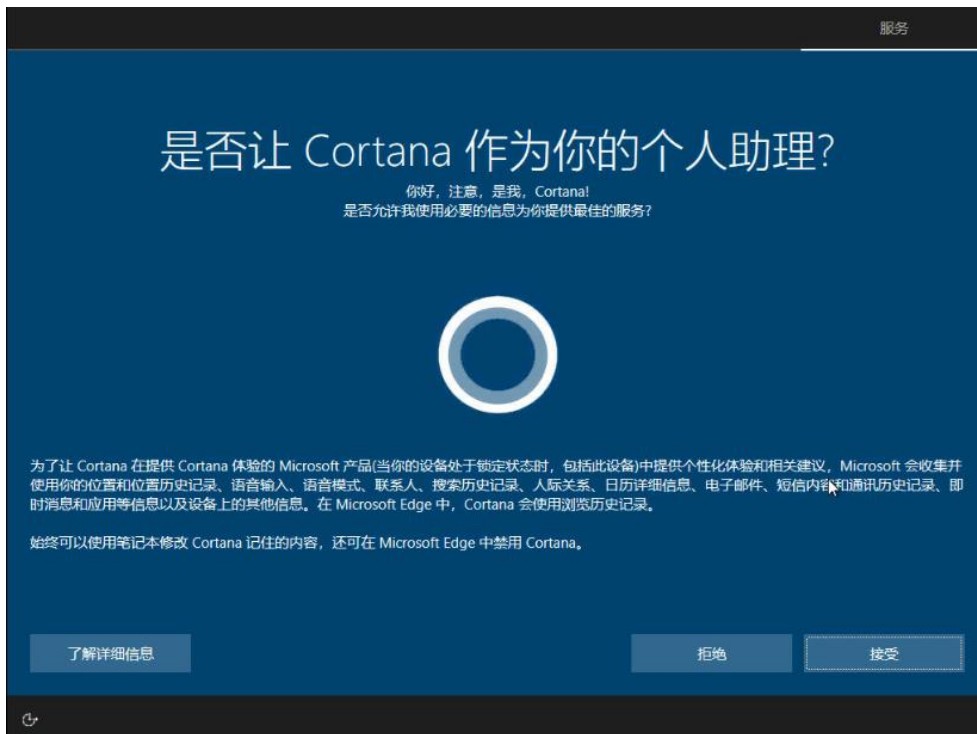 服务
是否让 Cortana 作为你的个人助理?
你好，注意，是我，Cortana!
是否允许我使用必要的信息为你提供最佳的服务?
为了让 Cortana 在提供 Cortana 体验的 Microsoft 产品(当你的设备处于锁定状态时，包括此设备)中提供个性化体验和相关建议，Microsoft 会收集并
使用你的位置和位置历史记录、语音输入、语音模式、联系人、搜索历史记录、人际关系、日历详细信息、电子邮件、短信内容和通讯历史记录、即
时消息和应用等信息以及设备上的其他信息。在 Microsoft Edge 中，Cortana 会使用浏览历史记录。
始终可以使用笔记本修改 Cortana 记住的内容，还可在 Microsoft Edge 中禁用 Cortana。
了解详细信息
拒绝
接受